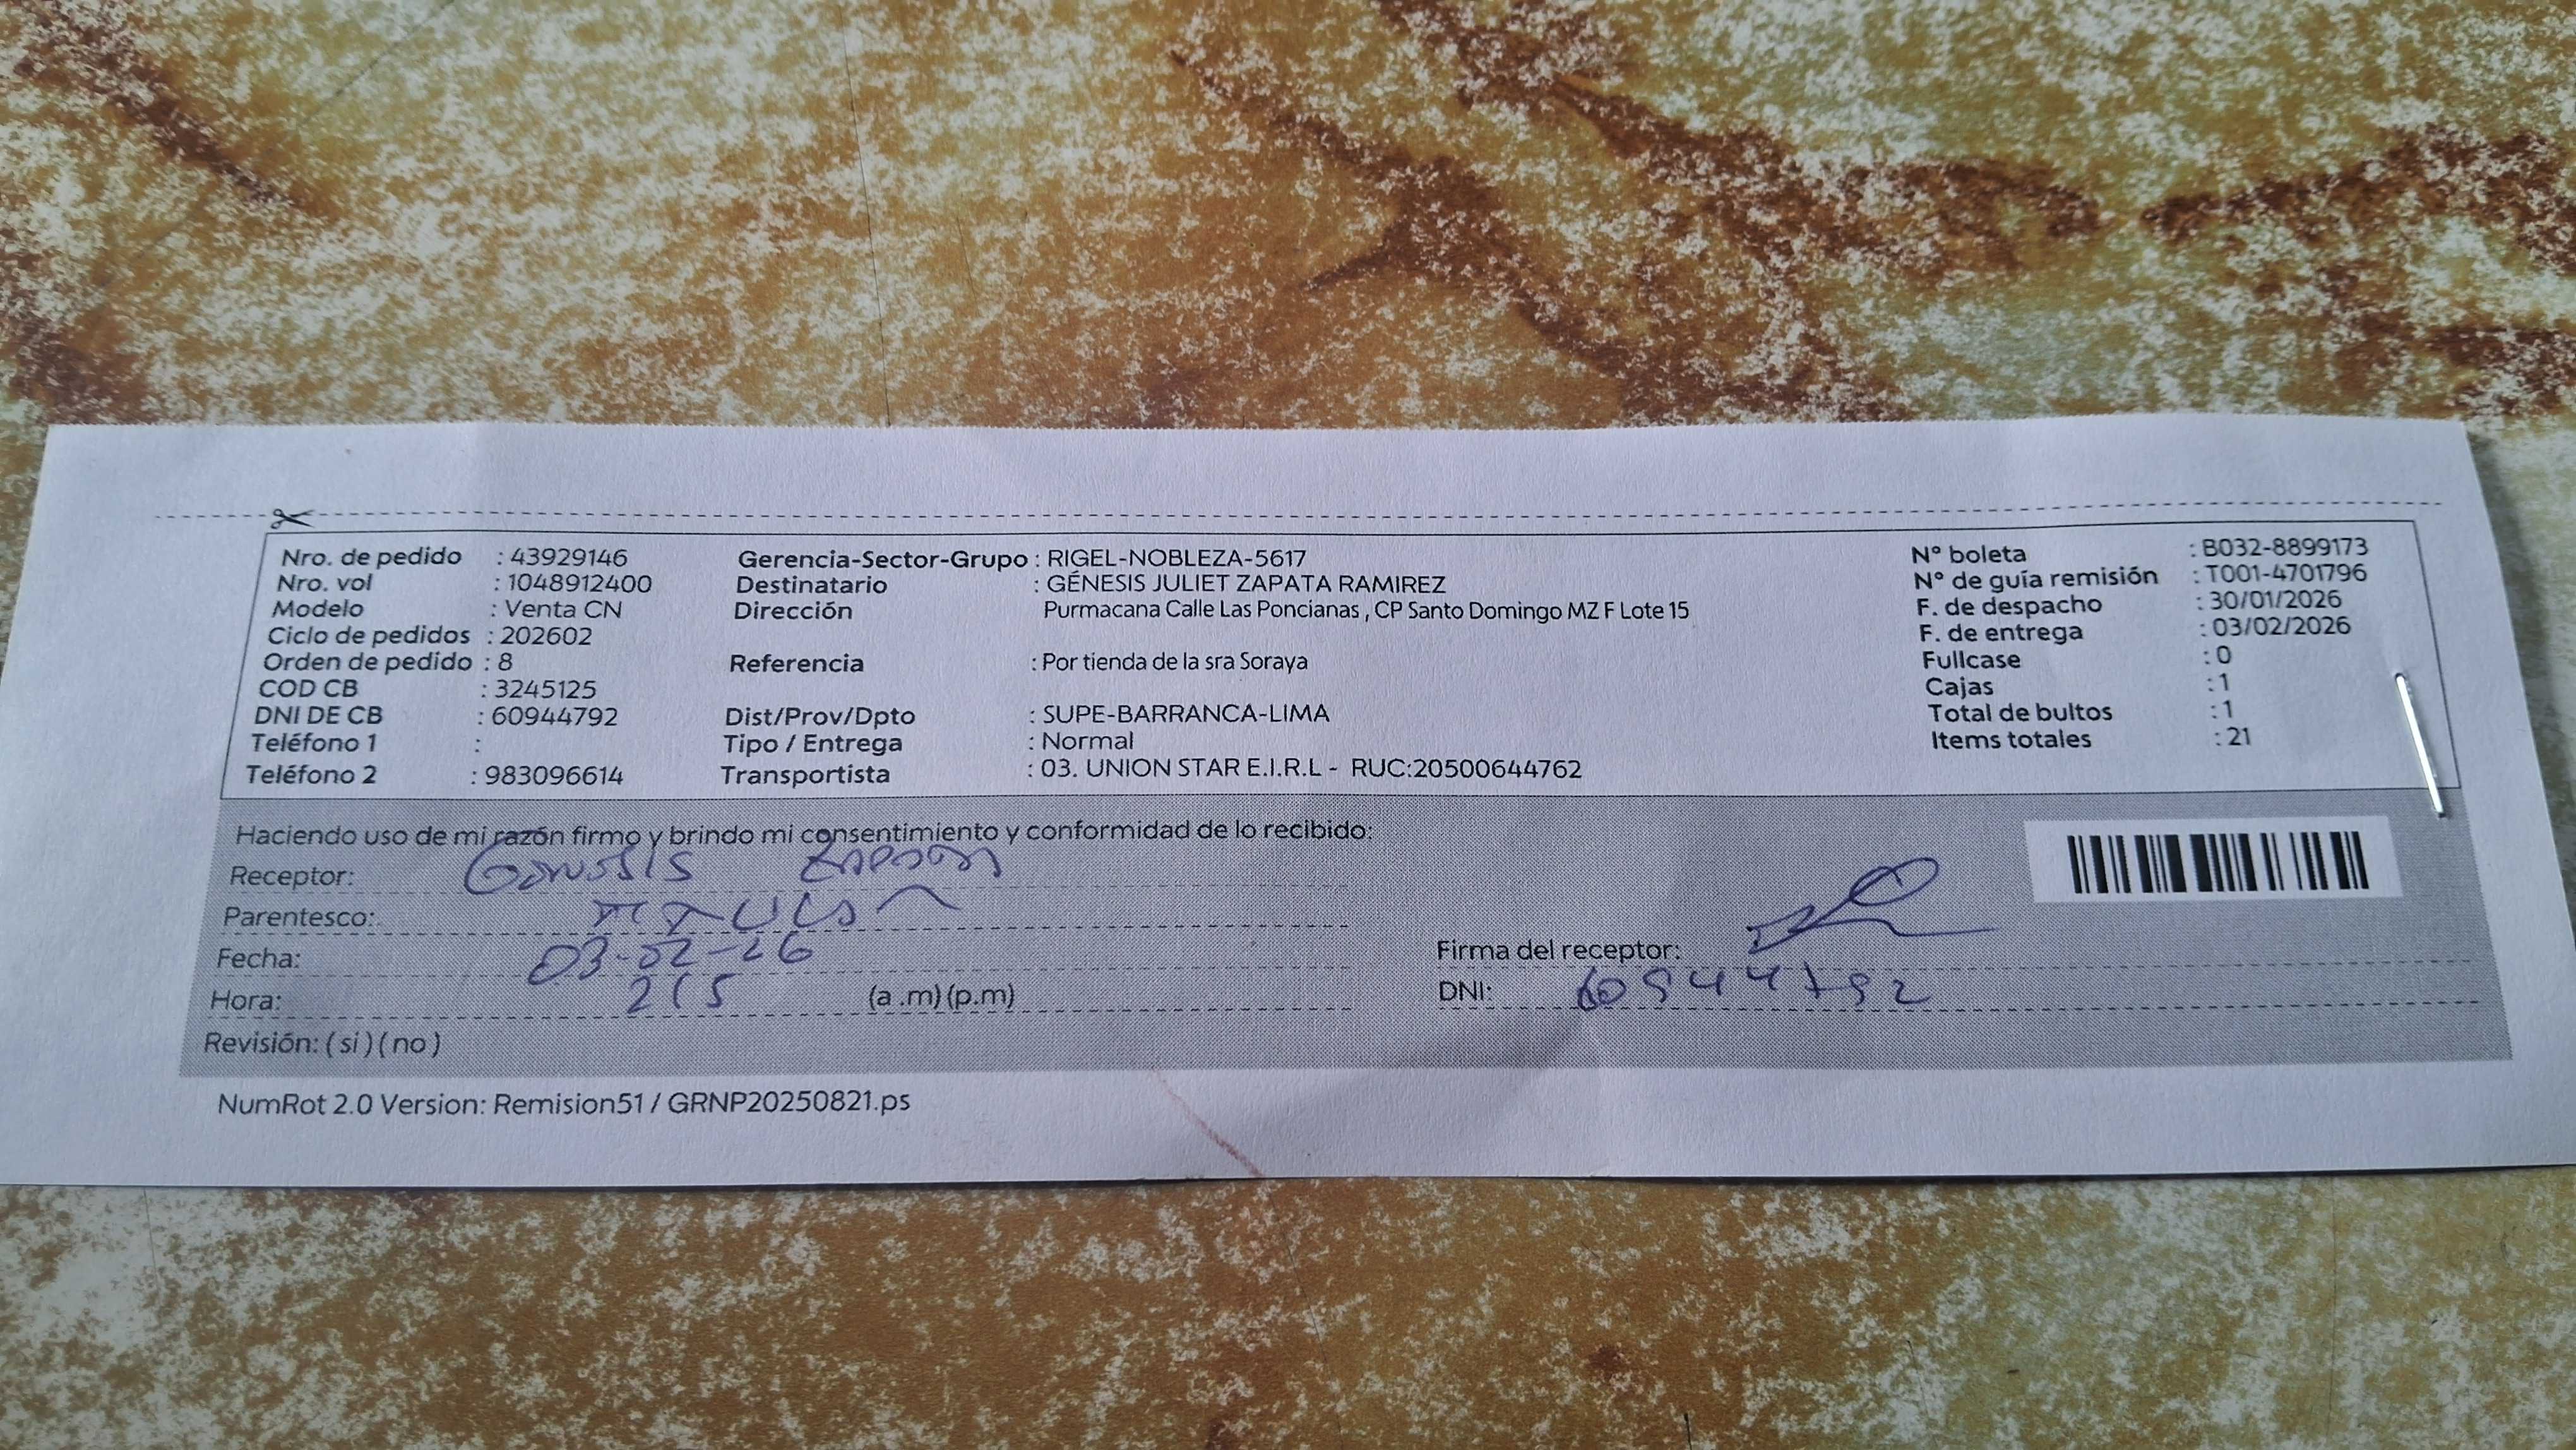 Nro. de pedido : 43929146
Nro. vol : 1048912400
Modelo : Venta CN
Ciclo de pedidos : 202602
Orden de pedido : 8
COD CB : 3245125
DNI DE CB : 60944792
Teléfono 1 :
Teléfono 2 : 983096614
Gerencia-Sector-Grupo : RIGEL-NOBLEZA-5617
Destinatario : GÉNESIS JULIET ZAPATA RAMIREZ
Dirección Purmacana Calle Las Poncianas , CP Santo Domingo MZ F Lote 15
Referencia : Por tienda de la sra Soraya
Dist/Prov/Dpto : SUPE-BARRANCA-LIMA
Tipo / Entrega : Normal
Transportista : 03. UNION STAR E.I.R.L - RUC:20500644762
N° boleta : B032-8899173
N° de guía remisión : T001-4701796
F. de despacho : 30/01/2026
F. de entrega : 03/02/2026
Fullcase : 0
Cajas : 1
Total de bultos : 1
Items totales : 21
Haciendo uso de mi razón firmo y brindo mi consentimiento y conformidad de lo recibido:
Receptor: Genesis Zapata
Parentesco: TITULAR
Fecha: 03-02-26
Hora: 215 (a .m) (p.m)
Revisión: ( si ) ( no )
Firma del receptor:
DNI: 60944792
NumRot 2.0 Version: Remision51 / GRNP20250821.ps